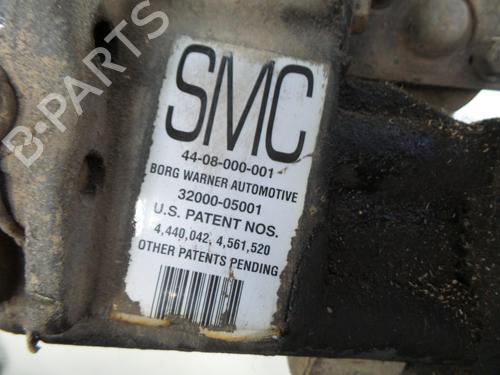 SMC
44-08-000-001
BORG WARNER AUTOMOTIVE
32000-05001
U.S. PATENT NOS.
4,440,042, 4,561,520
OTHER PATENTS PENDING
B-PARTS